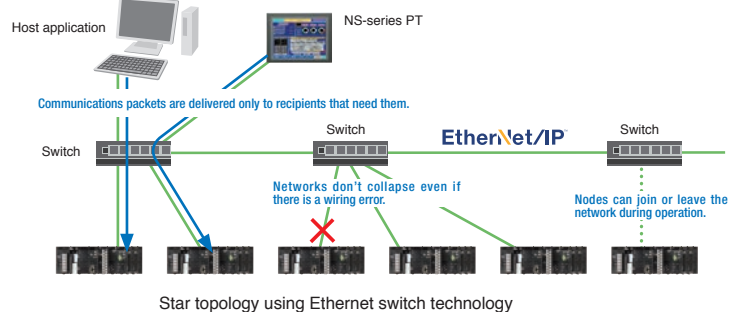 Host application
NS-series PT
Communications packets are delivered only to recipients that need them.
Switch
Switch
EtherNet/IP
Switch
Networks don't collapse even if
there is a wiring error.
Nodes can join or leave the
network during operation.
Star topology using Ethernet switch technology